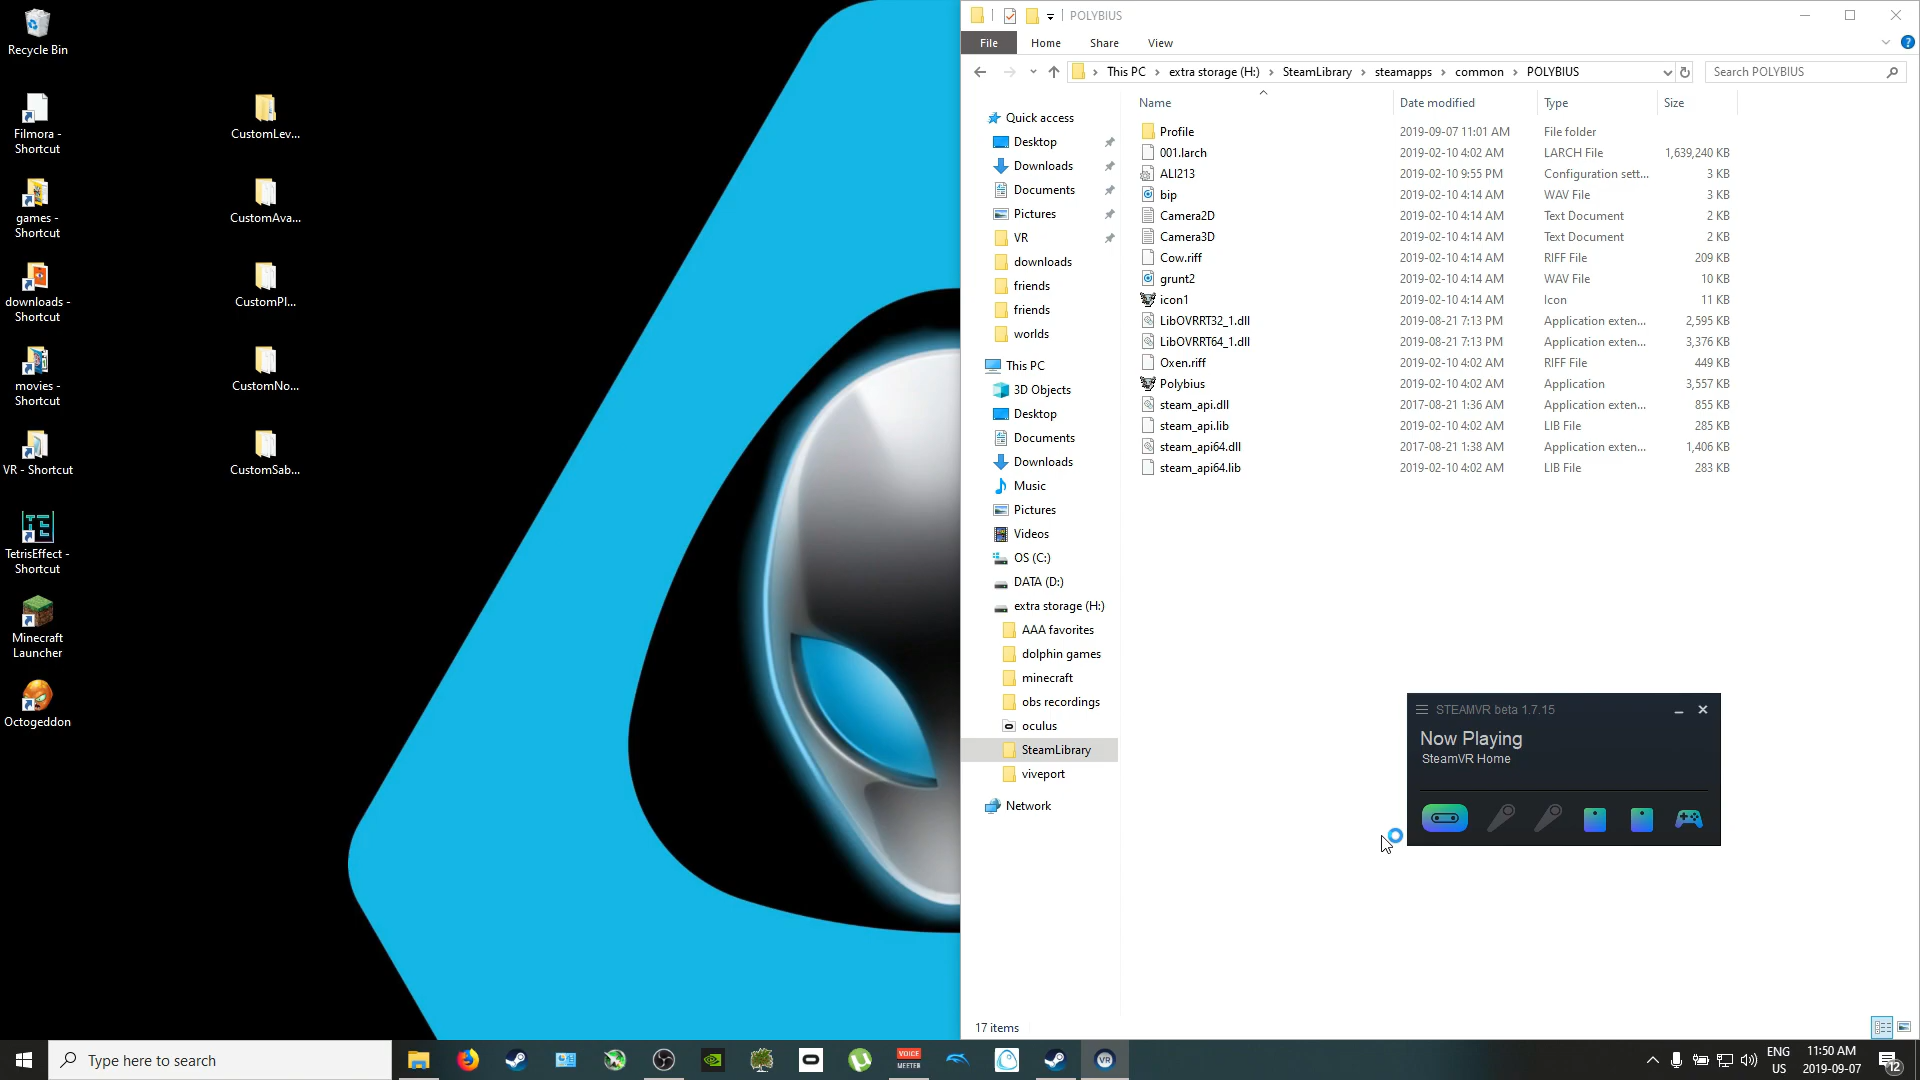 Recycle Bin
Filmora -
Shortcut
games -
Shortcut
downloads -
Shortcut
movies -
Shortcut
VR - Shortcut
TetrisEffect -
Shortcut
Minecraft
Launcher
Octogeddon
CustomLev...
CustomAva...
CustomPl...
CustomNo...
CustomSab...
POLYBIUS
File Home Share View
This PC extra storage (H:) SteamLibrary steamapps common POLYBIUS
Search POLYBIUS
Quick access
Desktop
Downloads
Documents
Pictures
VR
downloads
friends
friends
worlds
This PC
3D Objects
Desktop
Documents
Downloads
Music
Pictures
Videos
OS (C:)
DATA (D:)
extra storage (H:)
AAA favorites
dolphin games
minecraft
obs recordings
oculus
SteamLibrary
viveport
Network
Name Date modified Type Size
Profile 2019-09-07 11:01 AM File folder
001.larch 2019-02-10 4:02 AM LARCH File 1,639,240 KB
ALI213 2019-02-10 9:55 PM Configuration sett... 3 KB
bip 2019-02-10 4:14 AM WAV File 3 KB
Camera2D 2019-02-10 4:14 AM Text Document 2 KB
Camera3D 2019-02-10 4:14 AM Text Document 2 KB
Cow.riff 2019-02-10 4:14 AM RIFF File 209 KB
grunt2 2019-02-10 4:14 AM WAV File 10 KB
icon1 2019-02-10 4:14 AM Icon 11 KB
LibOVRRT32_1.dll 2019-08-21 7:13 PM Application exten... 2,595 KB
LibOVRRT64_1.dll 2019-08-21 7:13 PM Application exten... 3,376 KB
Oxen.riff 2019-02-10 4:02 AM RIFF File 449 KB
Polybius 2019-02-10 4:02 AM Application 3,557 KB
steam_api.dll 2017-08-21 1:36 AM Application exten... 855 KB
steam_api.lib 2019-02-10 4:02 AM LIB File 285 KB
steam_api64.dll 2017-08-21 1:38 AM Application exten... 1,406 KB
steam_api64.lib 2019-02-10 4:02 AM LIB File 283 KB
STEAMVR beta 1.7.15
Now Playing
SteamVR Home
17 items
Type here to search
VOICE
MEETER
VR
ENG
US
11:50 AM
2019-09-07
12